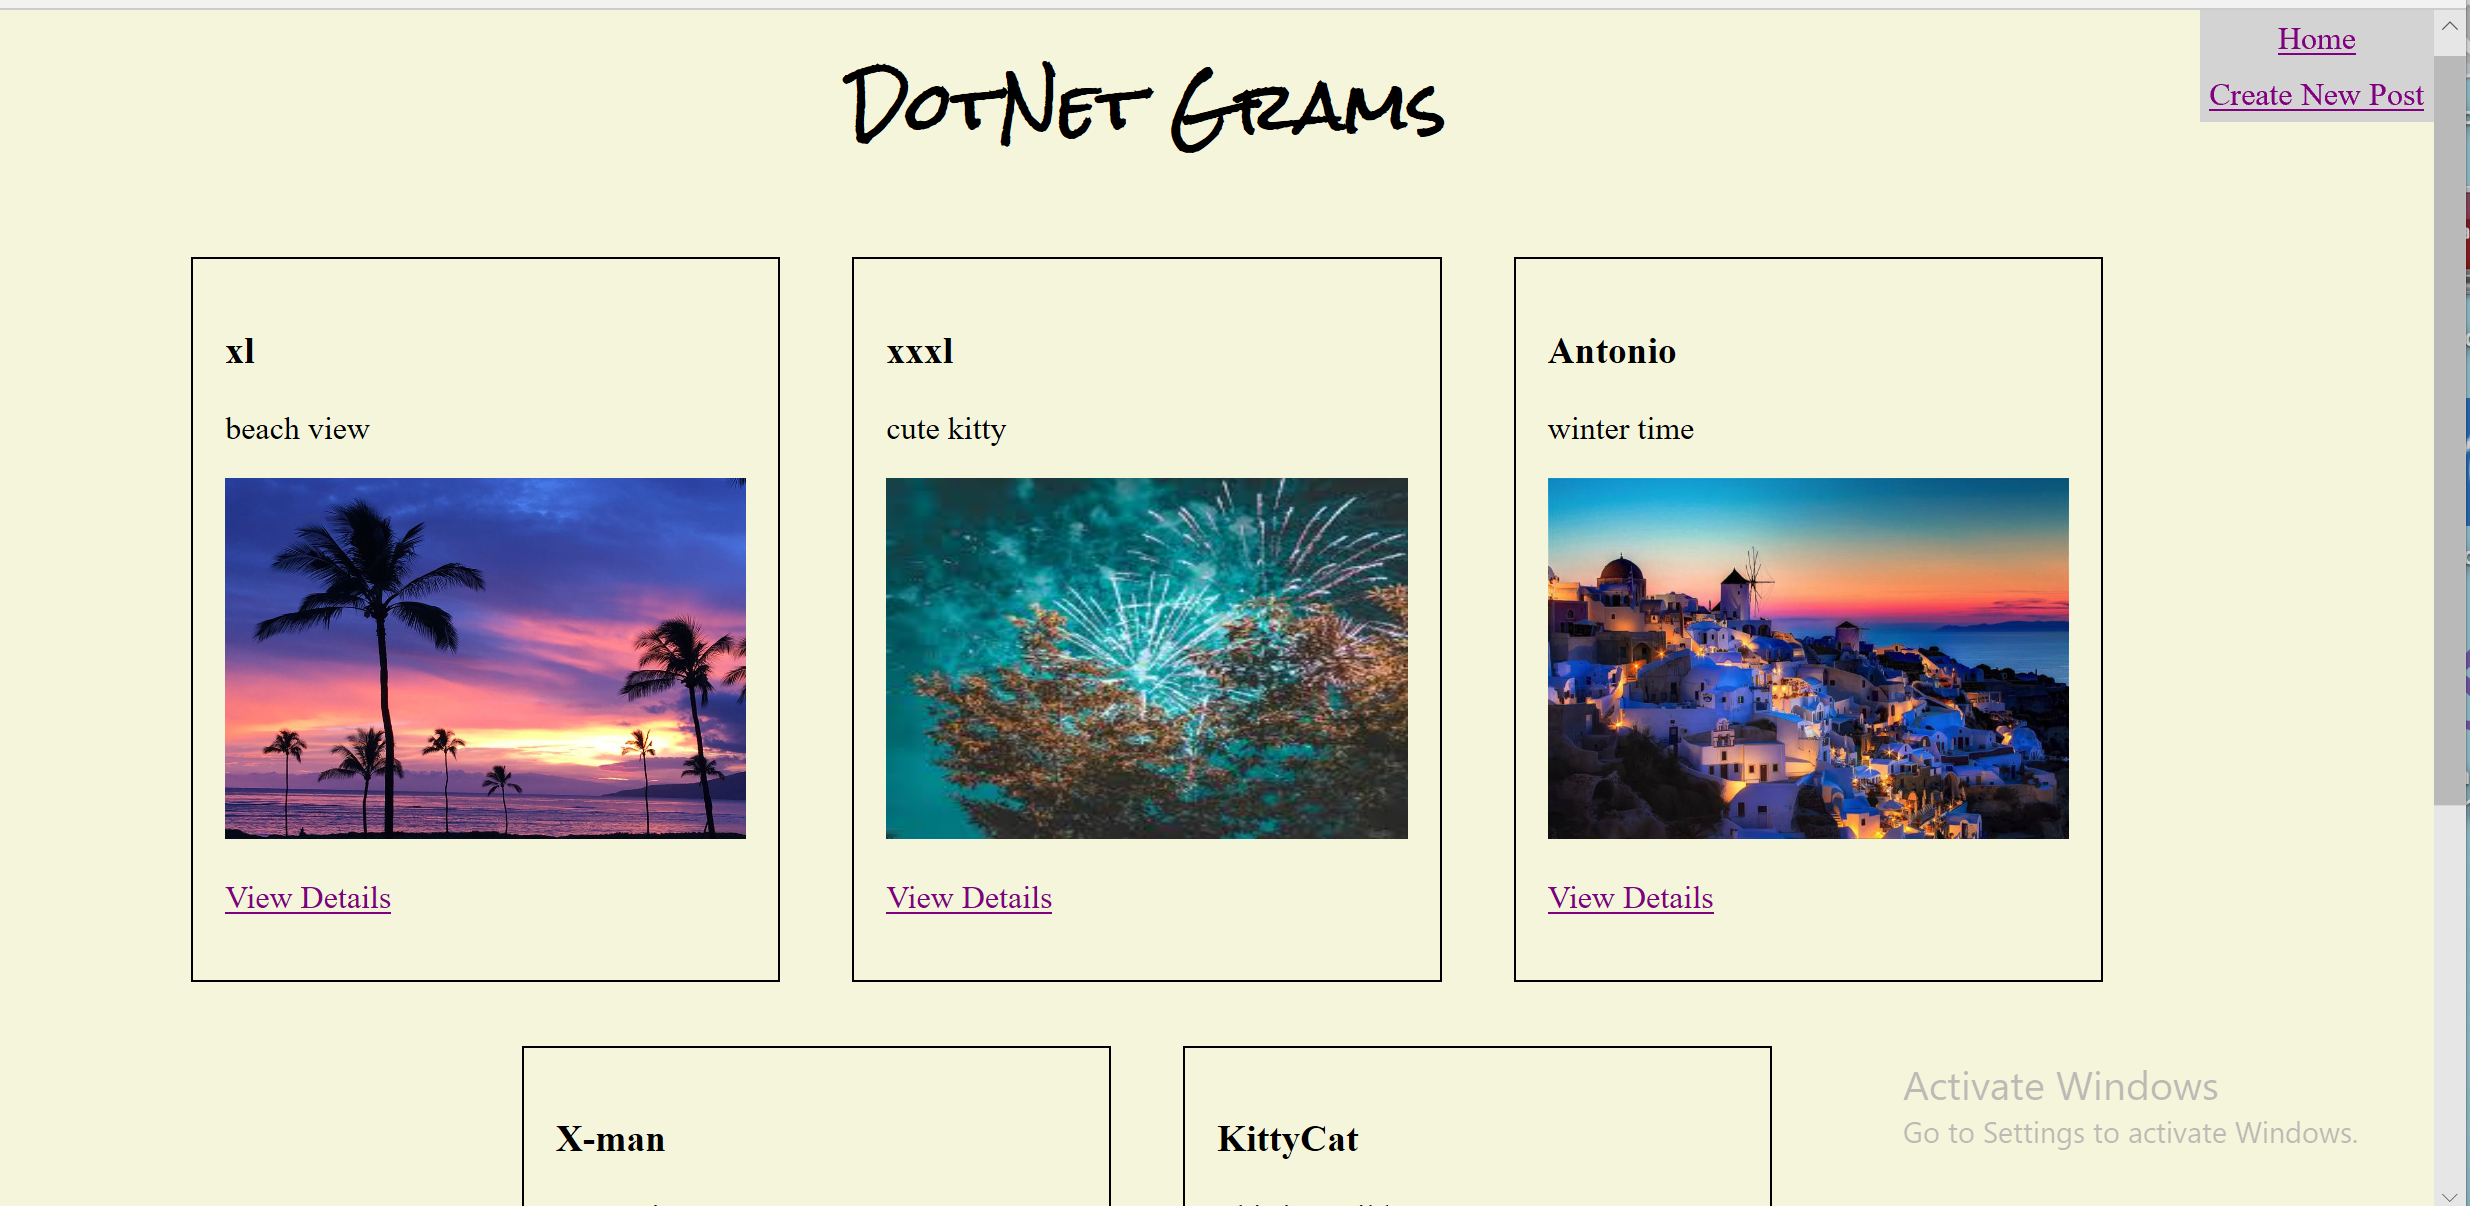 Home
Create New Post
DotNet Grams
xl
beach view
View Details
xxxl
cute kitty
View Details
Antonio
winter time
View Details
X-man
KittyCat
Activate Windows
Go to Settings to activate Windows.